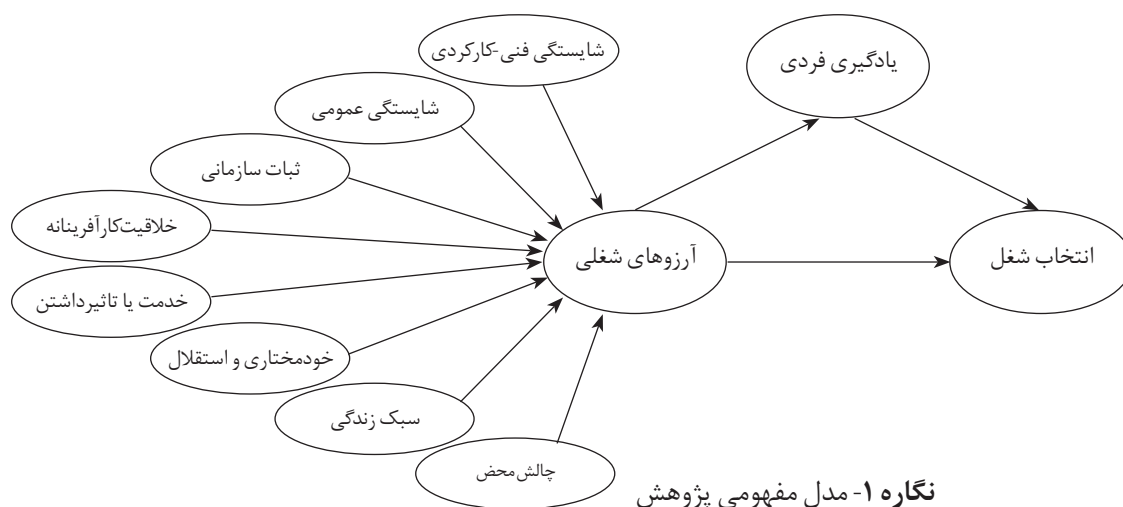 شایستگی فنی-کارکردی
یادگیری فردی
شایستگی عمومی
ثبات سازمانی
خلاقیت‌کارآفرینانه
آرزوهای شغلی
انتخاب شغل
خدمت یا تاثیرداشتن
خودمختاری و استقلال
سبک زندگی
چالش‌محض
نگاره ۱- مدل مفهومی پژوهش